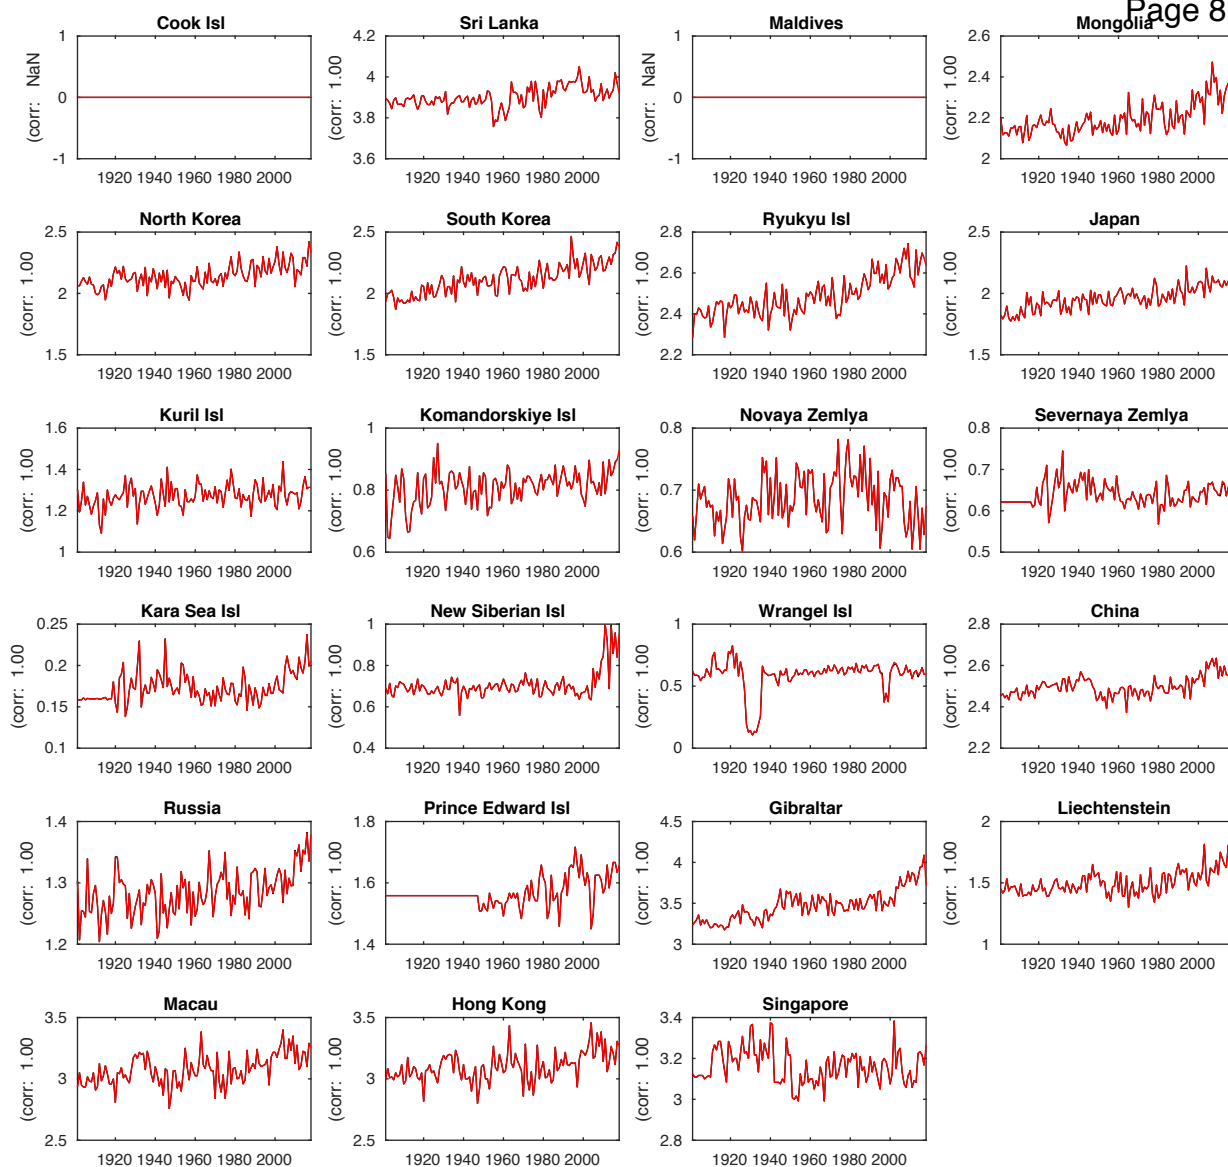 Page 8
Cook Isl
Sri Lanka
Maldives
Mongolia
1
0
-1
(corr: NaN
1920 1940 1960 1980 2000
4.2
4
3.8
3.6
(corr: 1.00
1920 1940 1960 1980 2000
1
0
-1
(corr: NaN
1920 1940 1960 1980 2000
2.6
2.4
2.2
2
(corr: 1.00
1920 1940 1960 1980 2000
North Korea
South Korea
Ryukyu Isl
Japan
2.5
2
1.5
(corr: 1.00
1920 1940 1960 1980 2000
2.5
2
1.5
(corr: 1.00
1920 1940 1960 1980 2000
2.8
2.6
2.4
2.2
(corr: 1.00
1920 1940 1960 1980 2000
2.5
2
1.5
(corr: 1.00
1920 1940 1960 1980 2000
Kuril Isl
Komandorskiye Isl
Novaya Zemlya
Severnaya Zemlya
1.6
1.4
1.2
1
(corr: 1.00
1920 1940 1960 1980 2000
1
0.8
0.6
(corr: 1.00
1920 1940 1960 1980 2000
0.8
0.7
0.6
(corr: 1.00
1920 1940 1960 1980 2000
0.8
0.7
0.6
0.5
(corr: 1.00
1920 1940 1960 1980 2000
Kara Sea Isl
New Siberian Isl
Wrangel Isl
China
0.25
0.2
0.15
0.1
(corr: 1.00
1920 1940 1960 1980 2000
1
0.8
0.6
0.4
(corr: 1.00
1920 1940 1960 1980 2000
1
0.5
0
(corr: 1.00
1920 1940 1960 1980 2000
2.8
2.6
2.4
2.2
(corr: 1.00
1920 1940 1960 1980 2000
Russia
Prince Edward Isl
Gibraltar
Liechtenstein
1.4
1.3
1.2
(corr: 1.00
1920 1940 1960 1980 2000
1.8
1.6
1.4
(corr: 1.00
1920 1940 1960 1980 2000
4.5
4
3.5
3
(corr: 1.00
1920 1940 1960 1980 2000
2
1.5
1
(corr: 1.00
1920 1940 1960 1980 2000
Macau
Hong Kong
Singapore
3.5
3
2.5
(corr: 1.00
1920 1940 1960 1980 2000
3.5
3
2.5
(corr: 1.00
1920 1940 1960 1980 2000
3.4
3.2
3
2.8
(corr: 1.00
1920 1940 1960 1980 2000